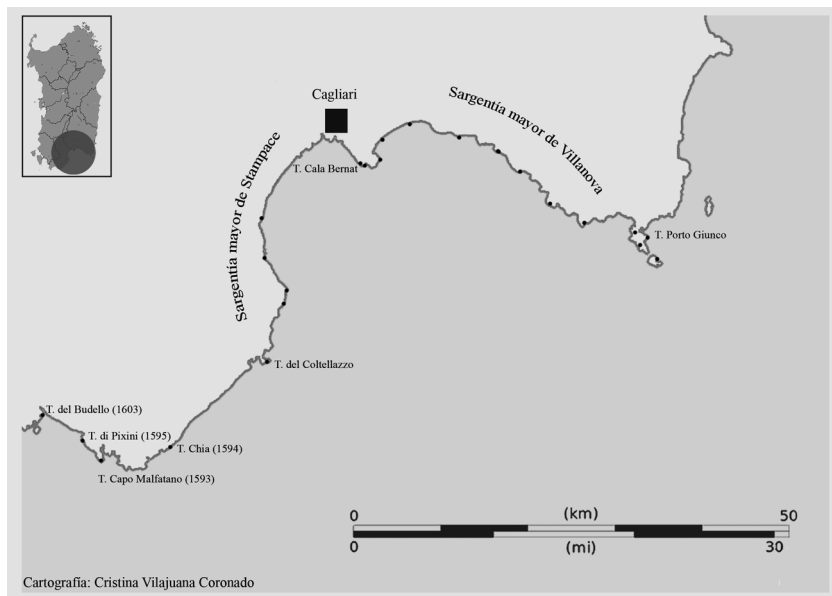 Cagliari
Sargentía mayor de Villanova
Sargentía mayor de Stampace
T. Cala Bernat
T. Porto Giunco
T. del Coltellazzo
T. del Budello (1603)
T. di Pixini (1595)
T. Chia (1594)
T. Capo Malfatano (1593)
0 (km) 50
0 (mi) 30
Cartografía: Cristina Vilajuana Coronado